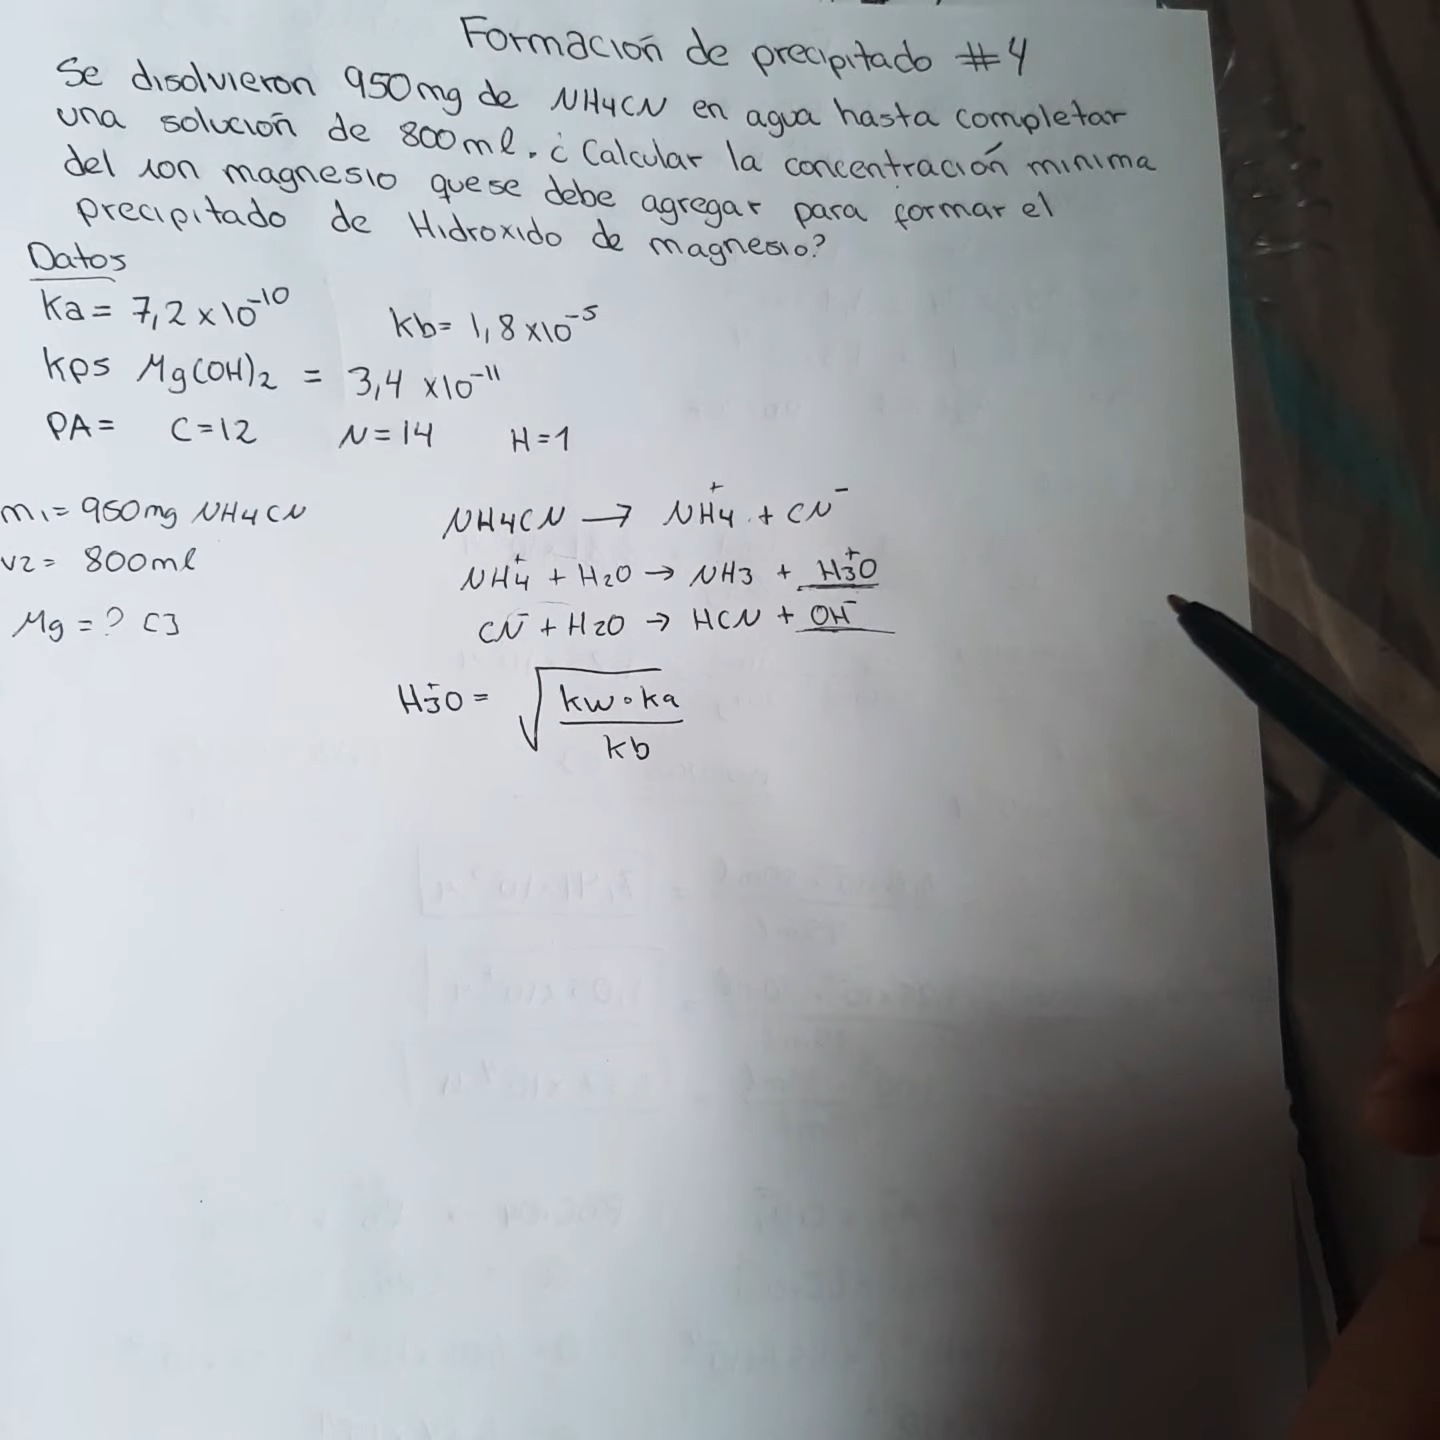 Formación de precipitado #4
Se disolvieron 950mg de NH4CN en agua hasta completar
una solución de 800ml. ¿Calcular la concentración minima
del ion magnesio que se debe agregar para formar el
precipitado de Hidroxido de magnesio?
Datos
ka = 7,2 x10⁻¹⁰ kb= 1,8 x10⁻⁵
kps Mg(OH)2 = 3,4 x10⁻¹¹
PA= C=12 N=14 H=1
m1= 950mg NH4CN
V2= 800ml
Mg =? []
NH4CN → NH4⁺ + CN⁻
NH4⁺ + H2O → NH3 + H3O⁺
CN⁻ + H2O → HCN + OH⁻
H3O⁺ = √ kw·ka
kb